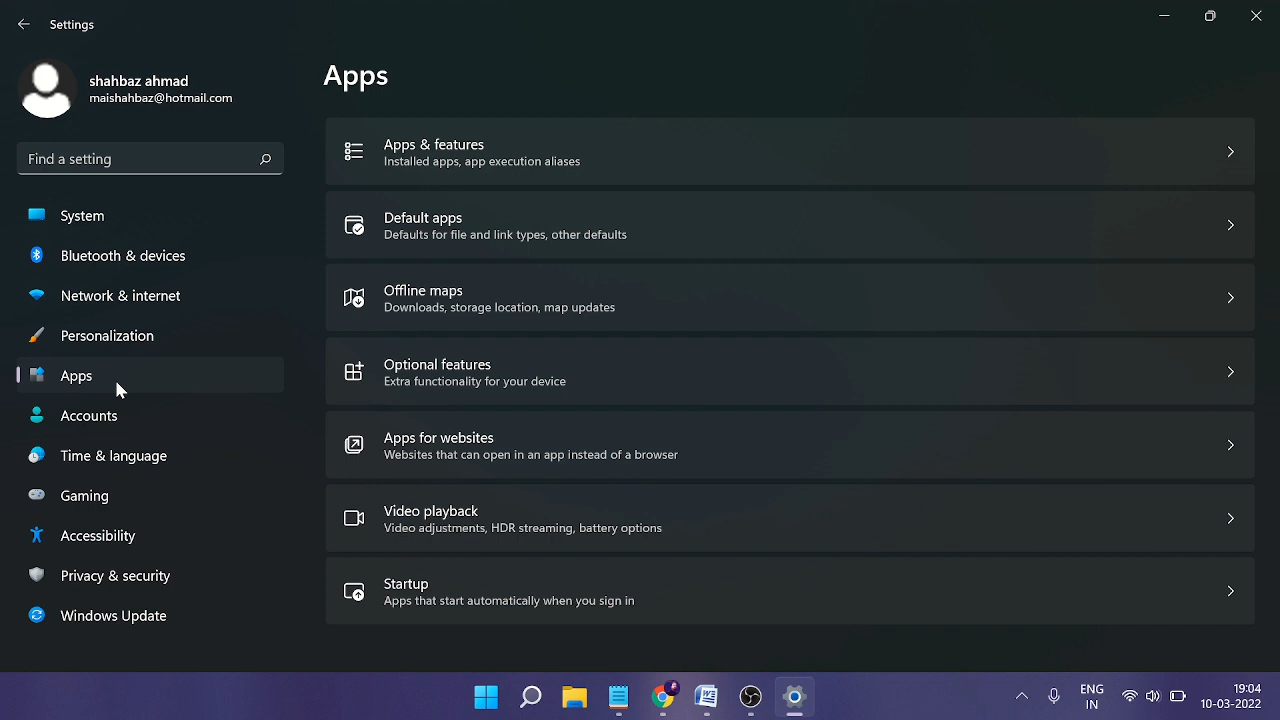 Settings
shahbaz ahmad
maishahbaz@hotmail.com
Find a setting
System
Bluetooth & devices
Network & internet
Personalization
Apps
Accounts
Time & language
Gaming
Accessibility
Privacy & security
Windows Update
Apps
Apps & features
Installed apps, app execution aliases
Default apps
Defaults for file and link types, other defaults
Offline maps
Downloads, storage location, map updates
Optional features
Extra functionality for your device
Apps for websites
Websites that can open in an app instead of a browser
Video playback
Video adjustments, HDR streaming, battery options
Startup
Apps that start automatically when you sign in
ENG
IN
19:04
10-03-2022